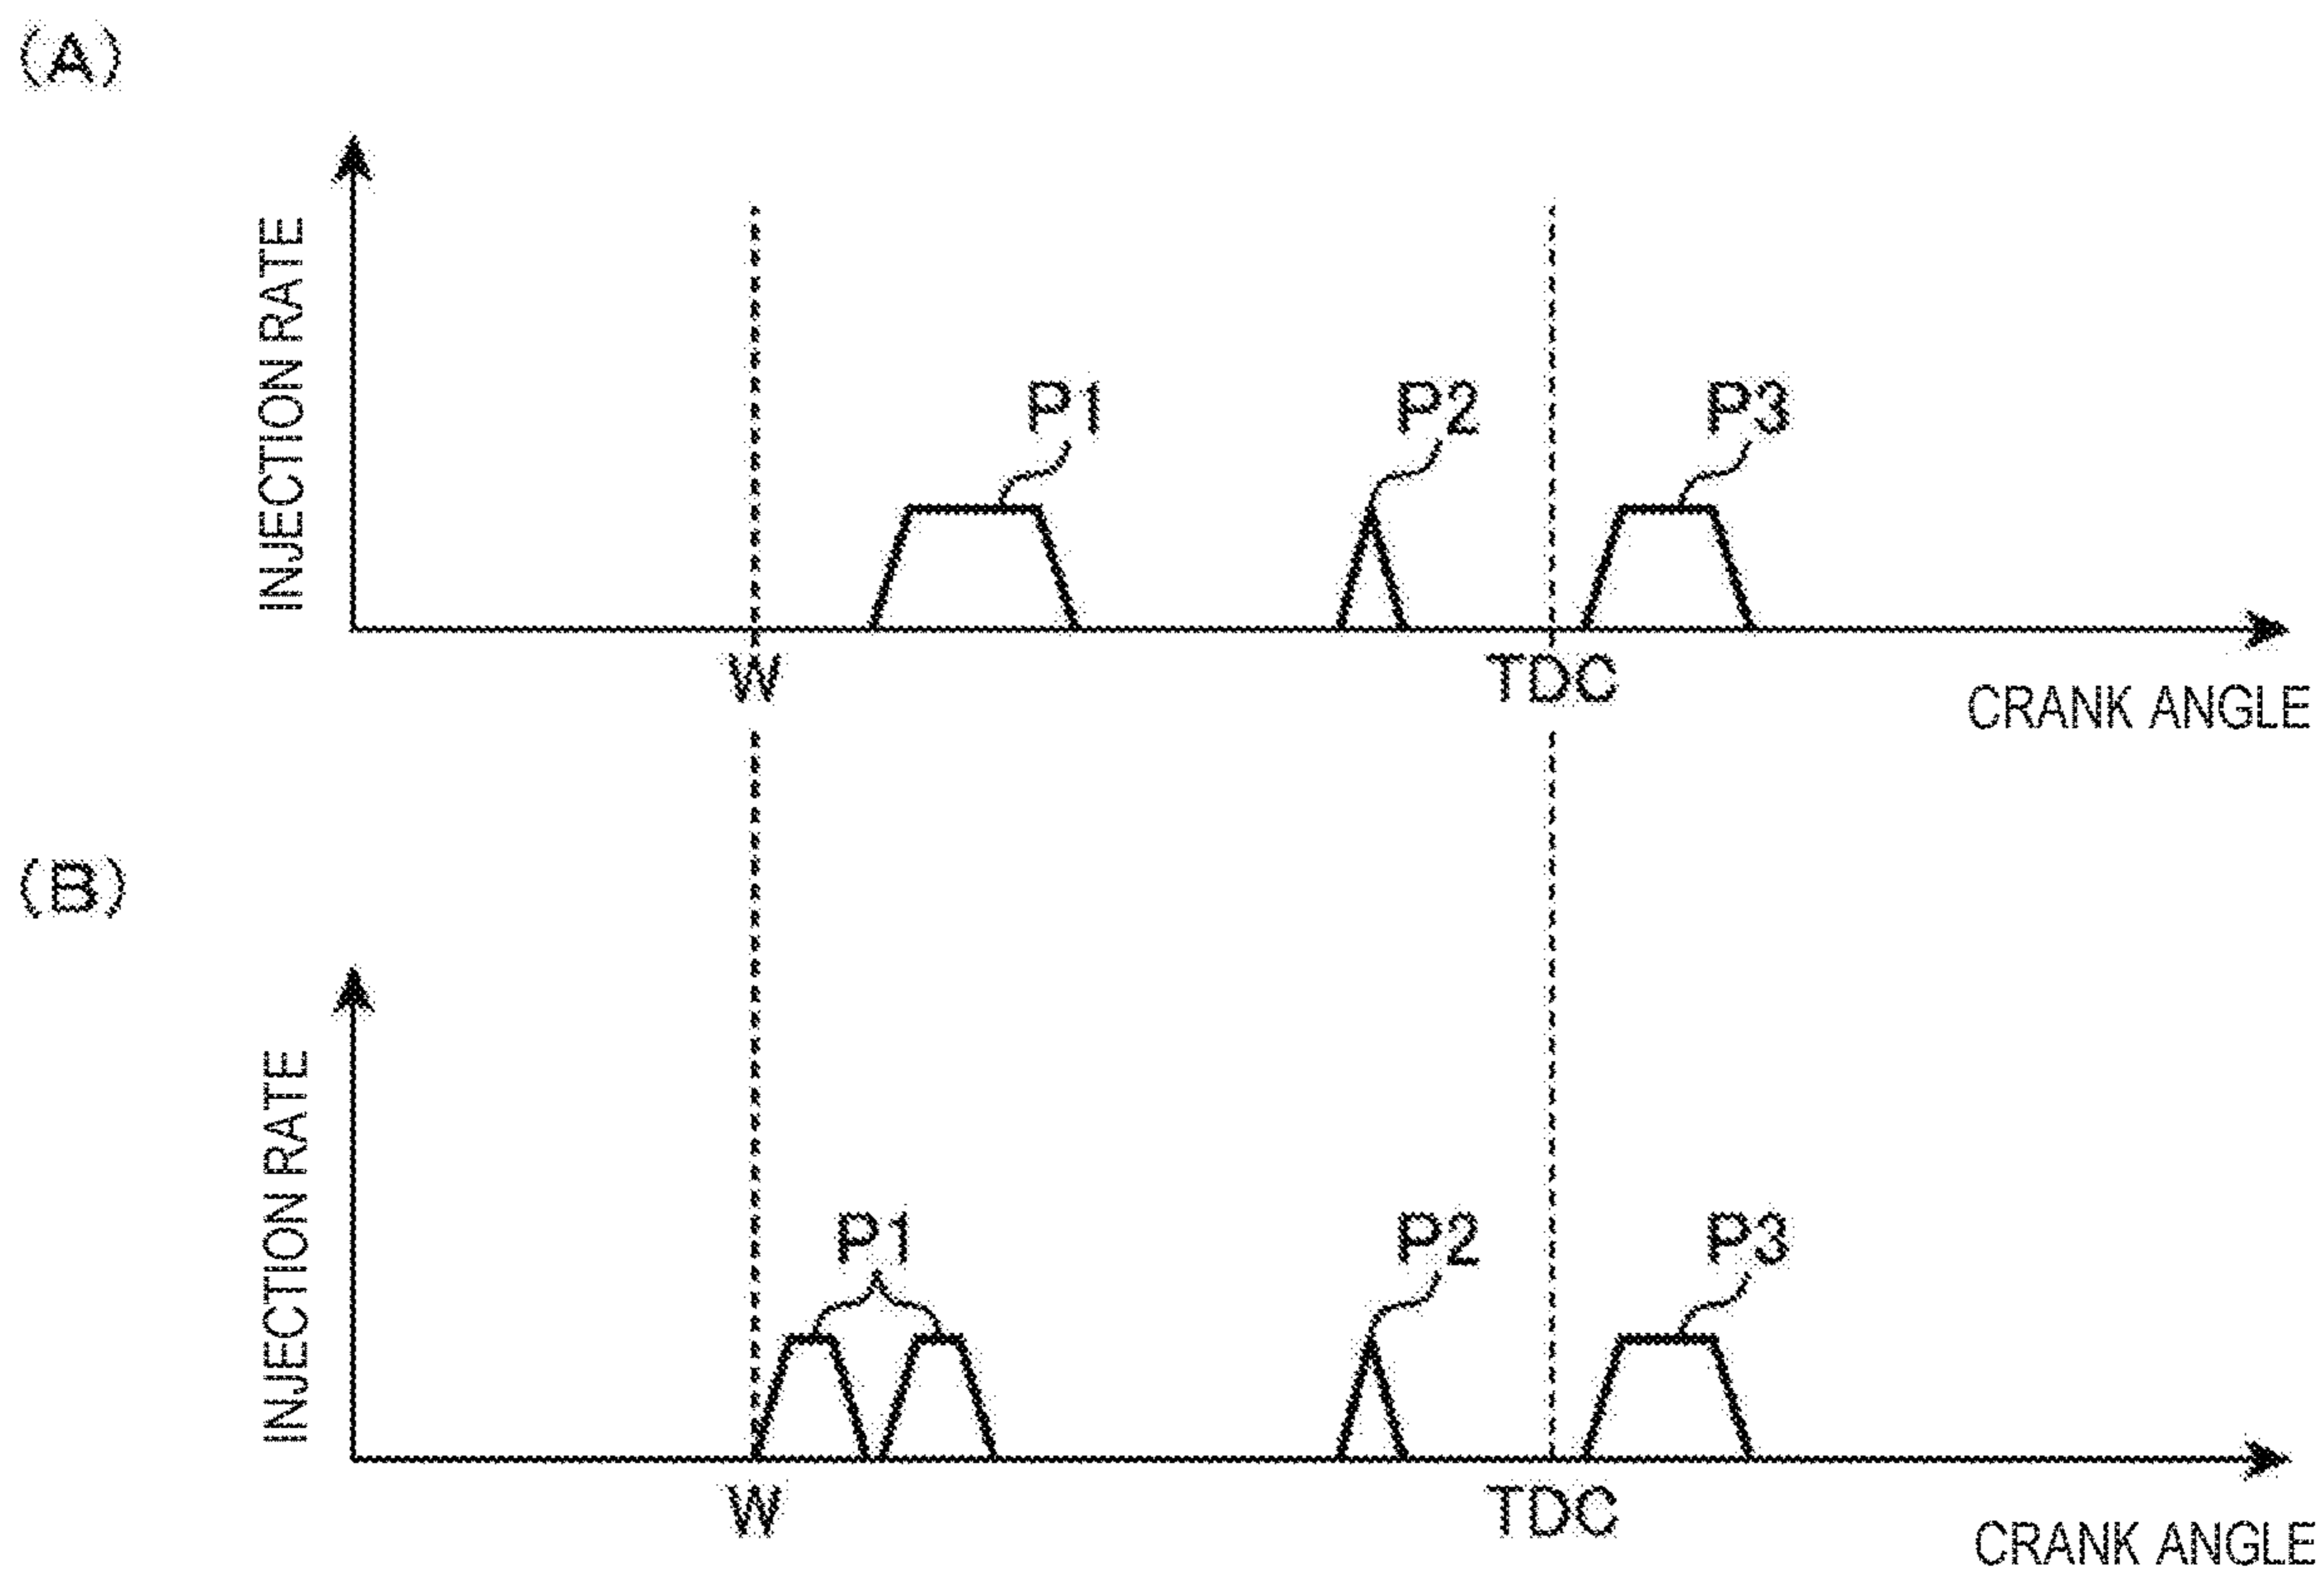 (A)
INJECTION RATE
P1 P2 P3
W TDC
CRANK ANGLE
(B)
INJECTION RATE
P1 P2 P3
W TDC
CRANK ANGLE